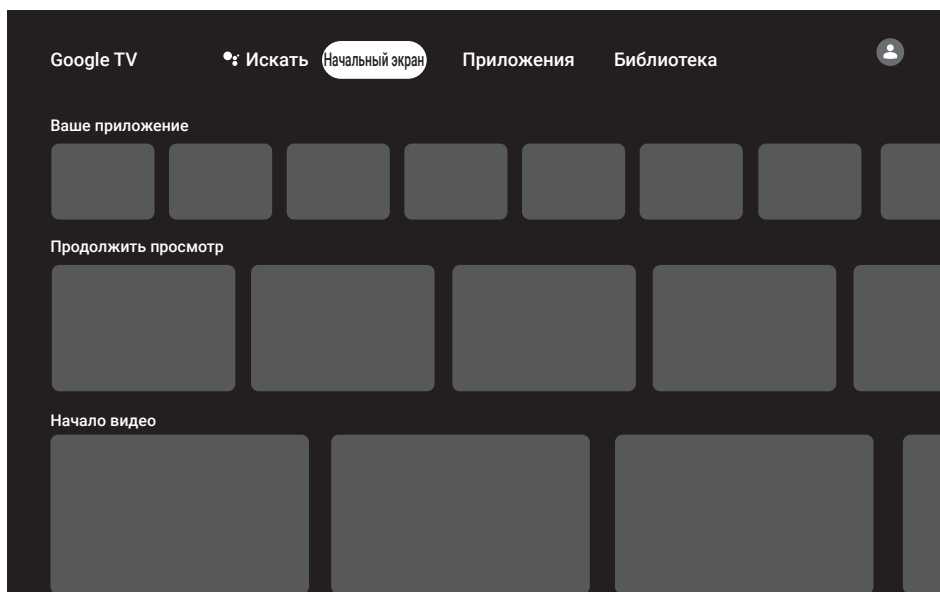 Google TV Искать Начальный экран Приложения Библиотека
Ваше приложение
Продолжить просмотр
Начало видео